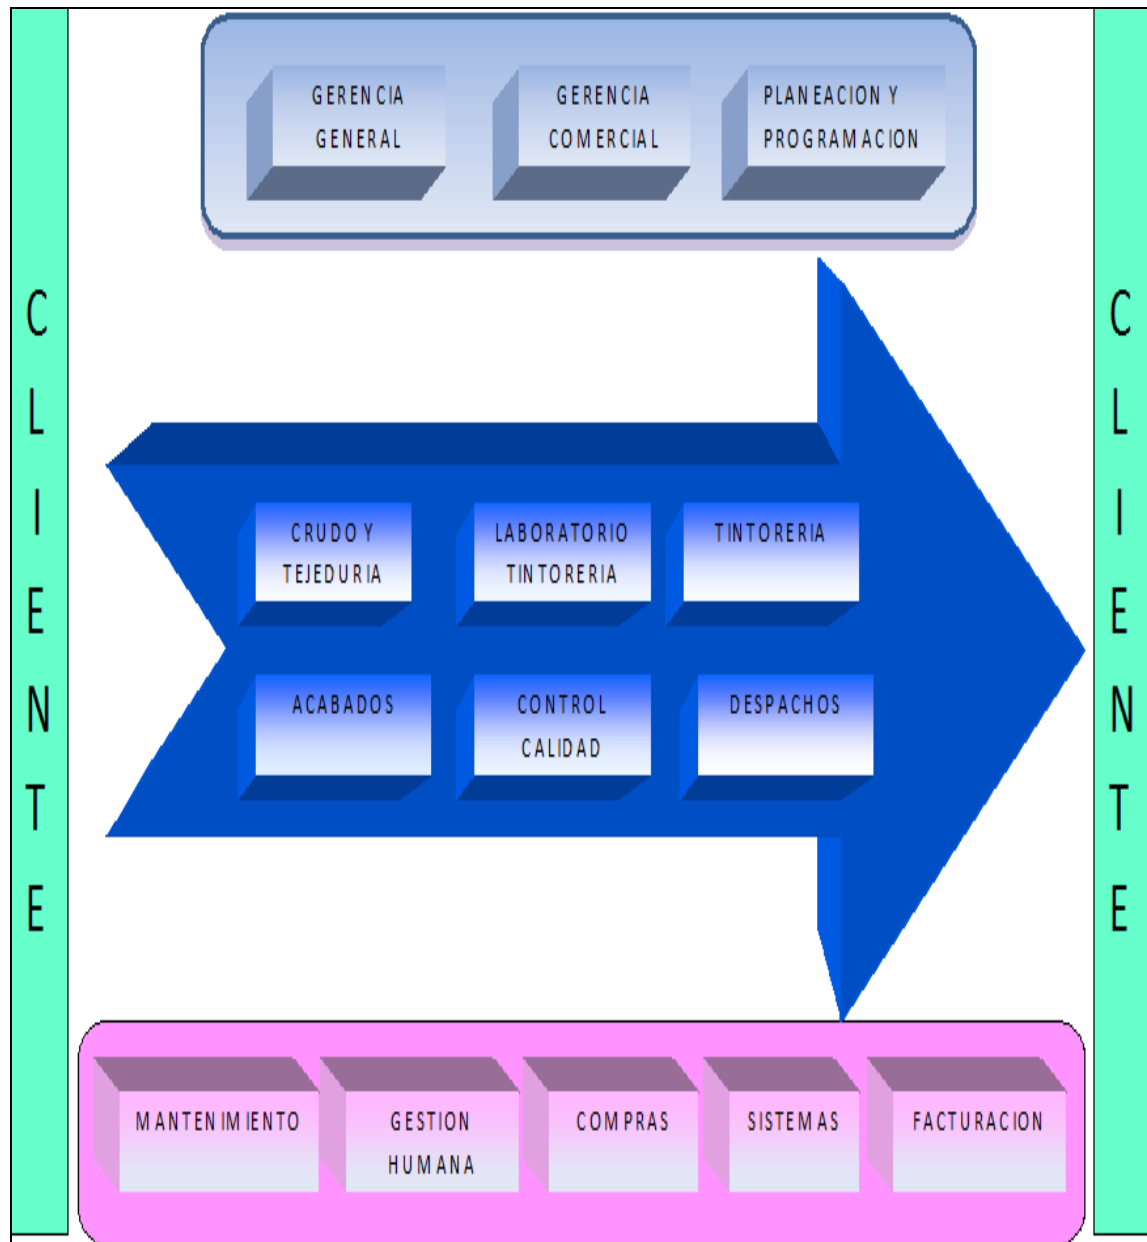 GERENCIA
GENERAL
GERENCIA
COMERCIAL
PLANEACION Y
PROGRAMACION
CLIENTE
CRUDO Y
TEJEDURIA
LABORATORIO
TINTORERIA
TINTORERIA
ACABADOS
CONTROL
CALIDAD
DESPACHOS
CLIENTE
MANTENIMIENTO
GESTION
HUMANA
COMPRAS
SISTEMAS
FACTURACION